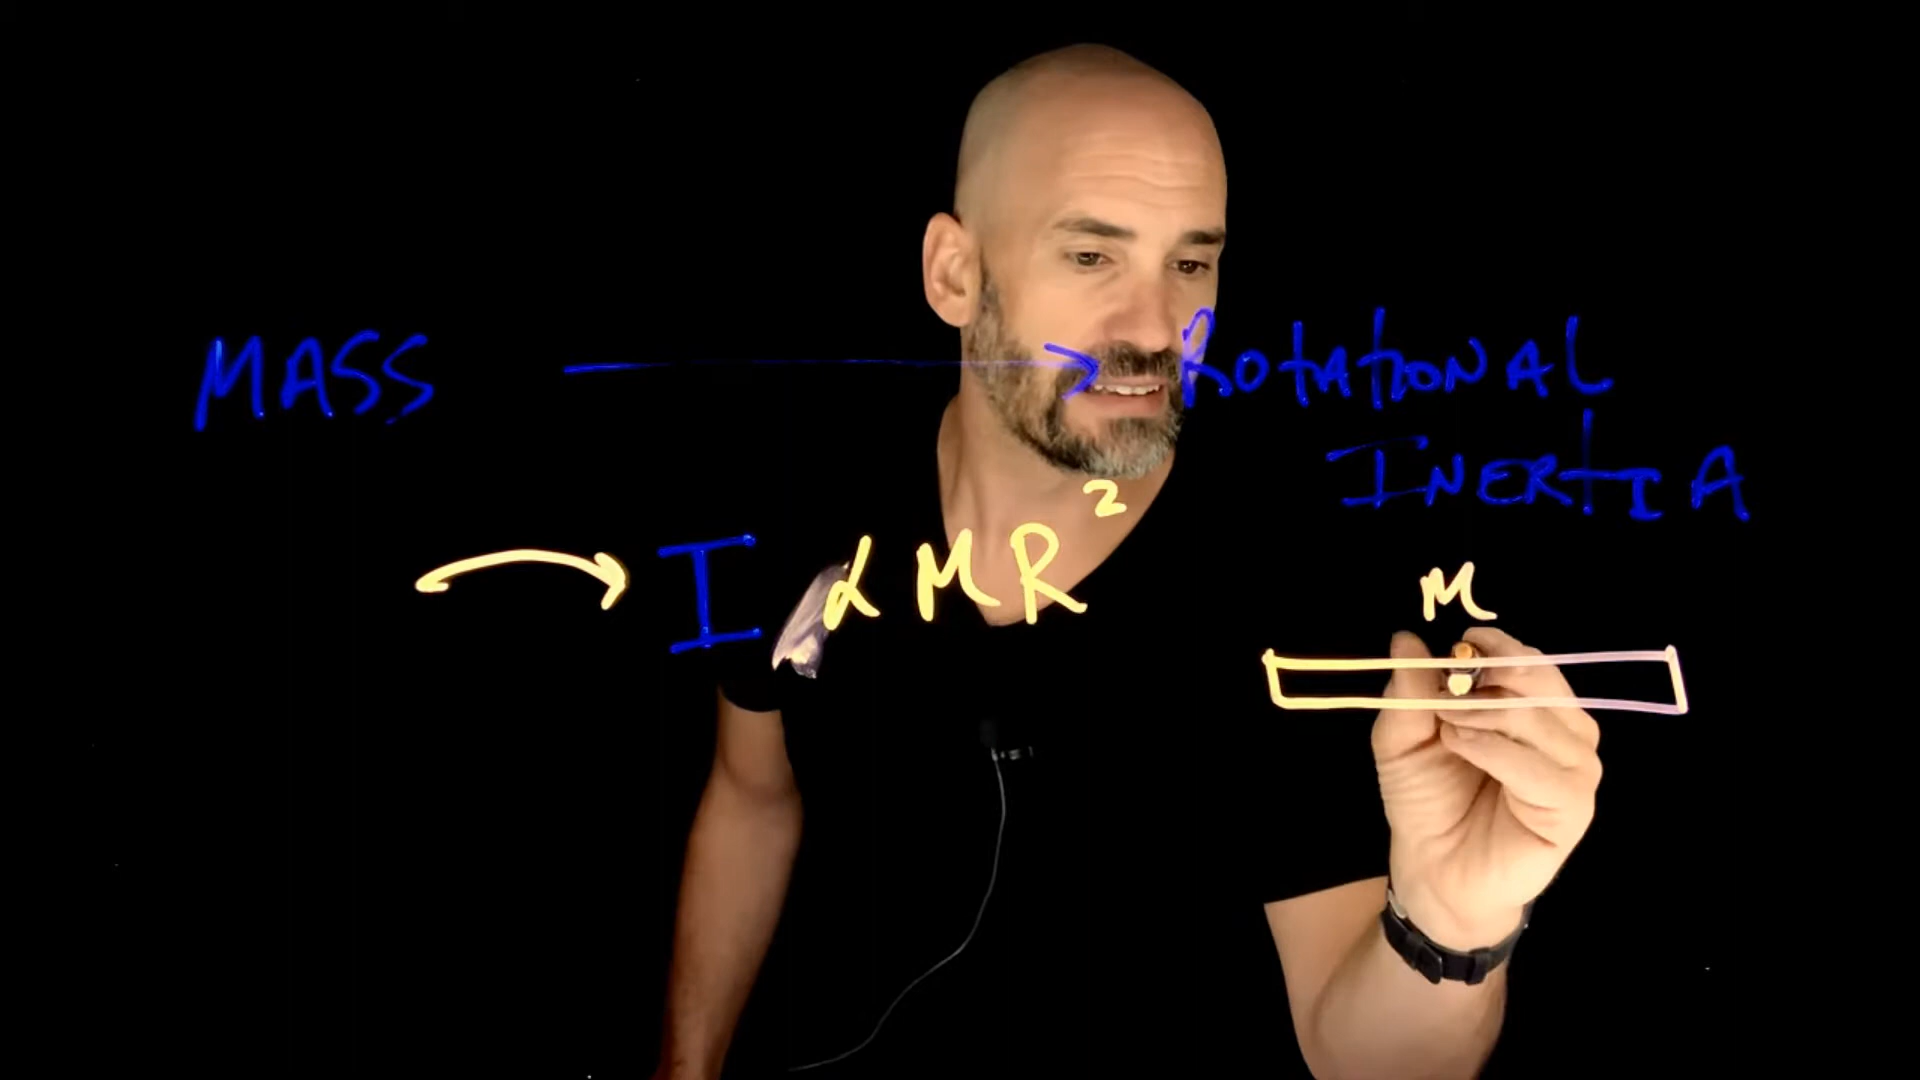 MASS → ROTATIONAL
INERTIA
I ∝ MR²
M